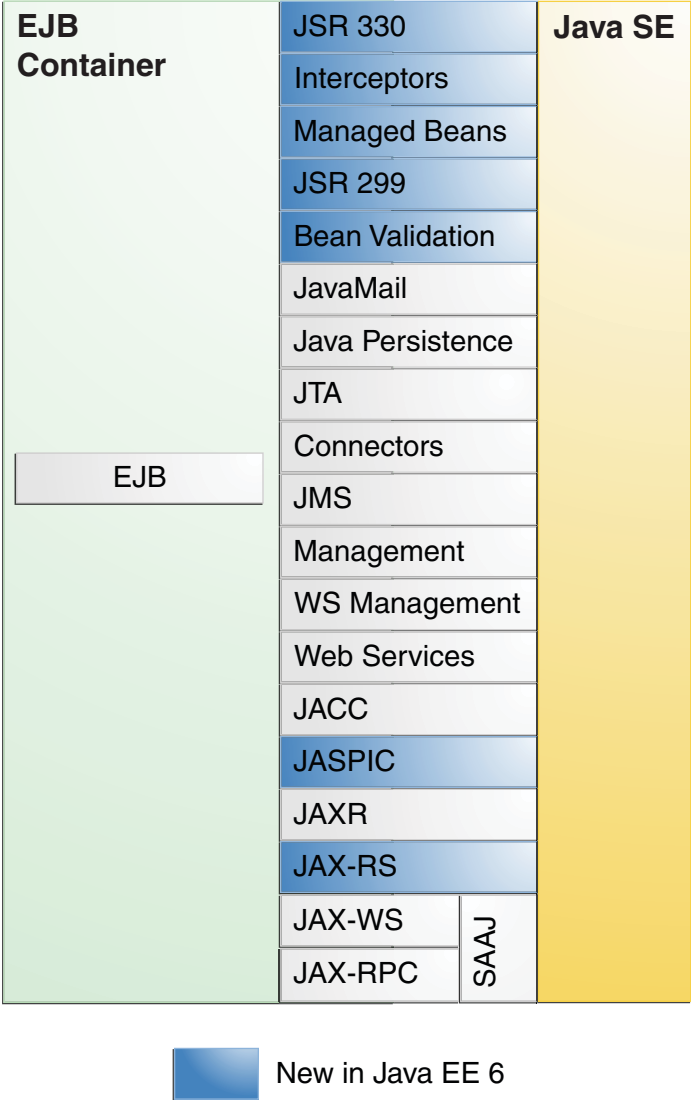 EJB
Container
EJB
JSR 330
Interceptors
Managed Beans
JSR 299
Bean Validation
JavaMail
Java Persistence
JTA
Connectors
JMS
Management
WS Management
Web Services
JACC
JASPIC
JAXR
JAX-RS
JAX-WS
JAX-RPC
SAAJ
Java SE
New in Java EE 6